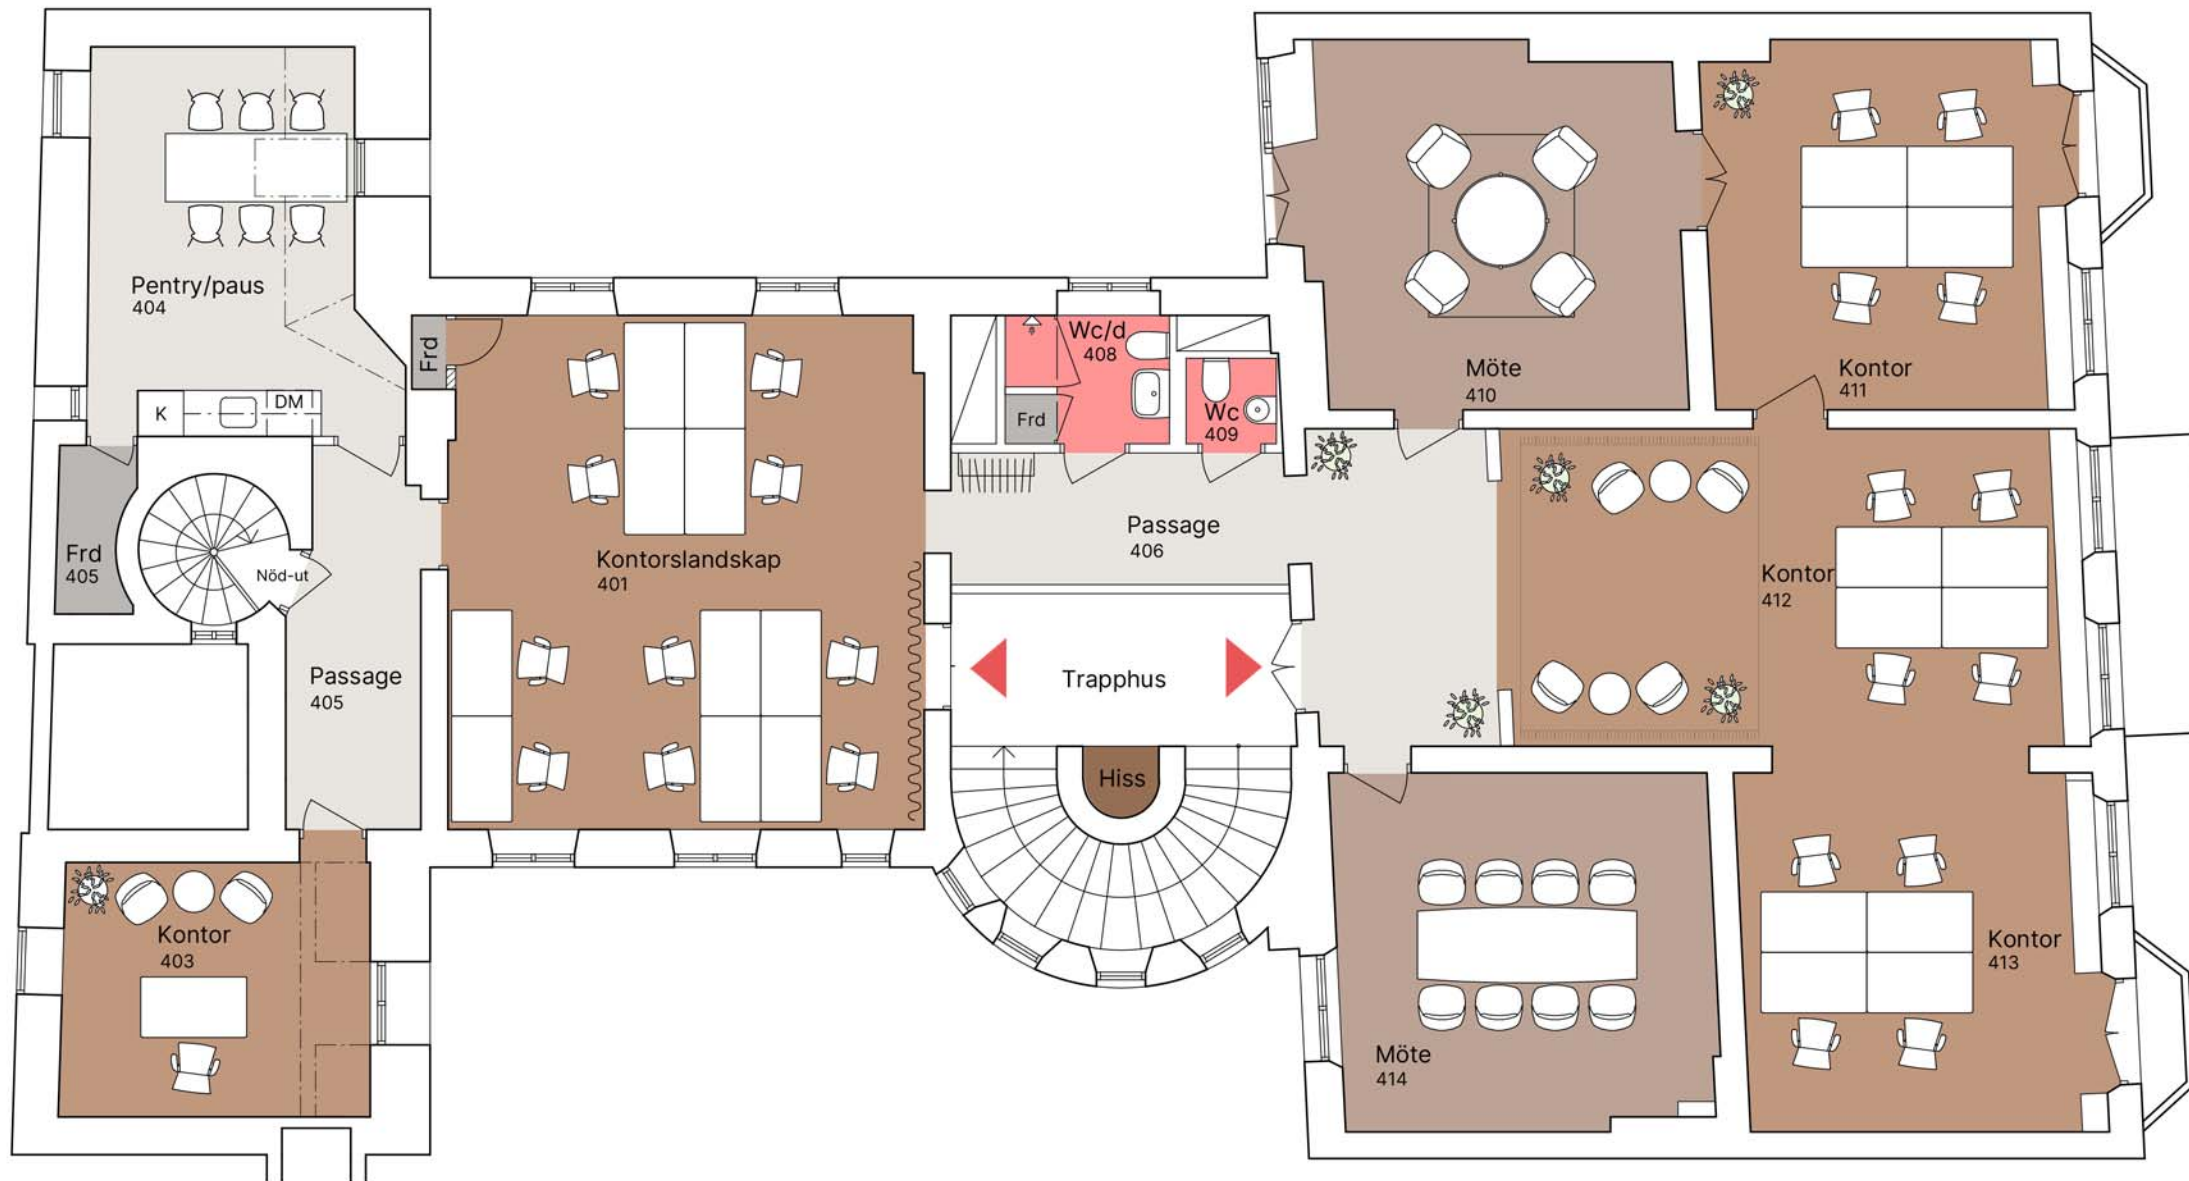 Pentry/paus
404
K
DM
Frd
405
Nöd-ut
Passage
405
Kontor
403
Frd
Kontorslandskap
401
Wc/d
408
Frd
Wc
409
Passage
406
Trapphus
Hiss
Möte
410
Kontor
411
Kontor
412
Kontor
413
Möte
414